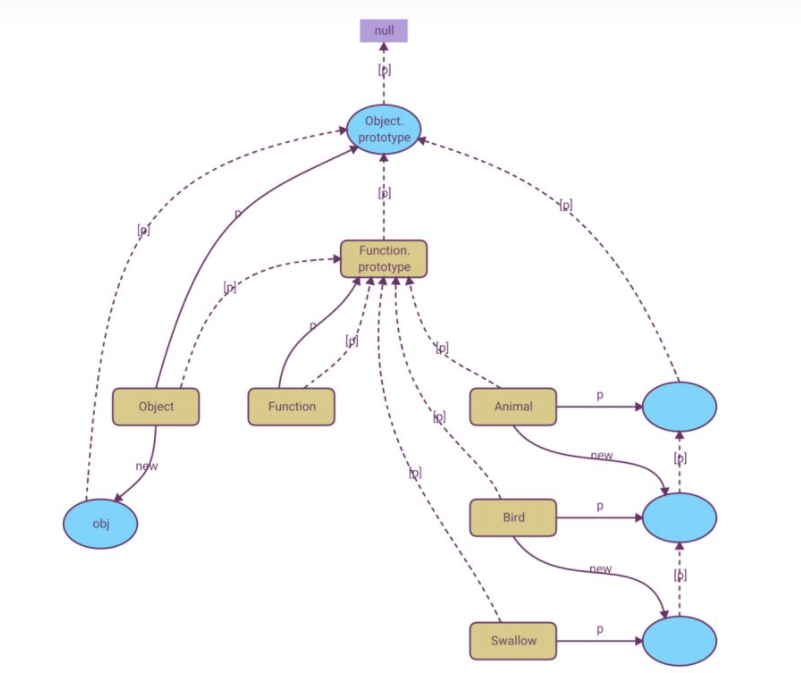 null
[p]
Object.
prototype
[p]
[p]
p
[p]
Function.
prototype
[p]
p
[p]
[p]
Object
Function
Animal
p
[p]
new
[p]
new
[p]
obj
Bird
p
new
[p]
Swallow
p